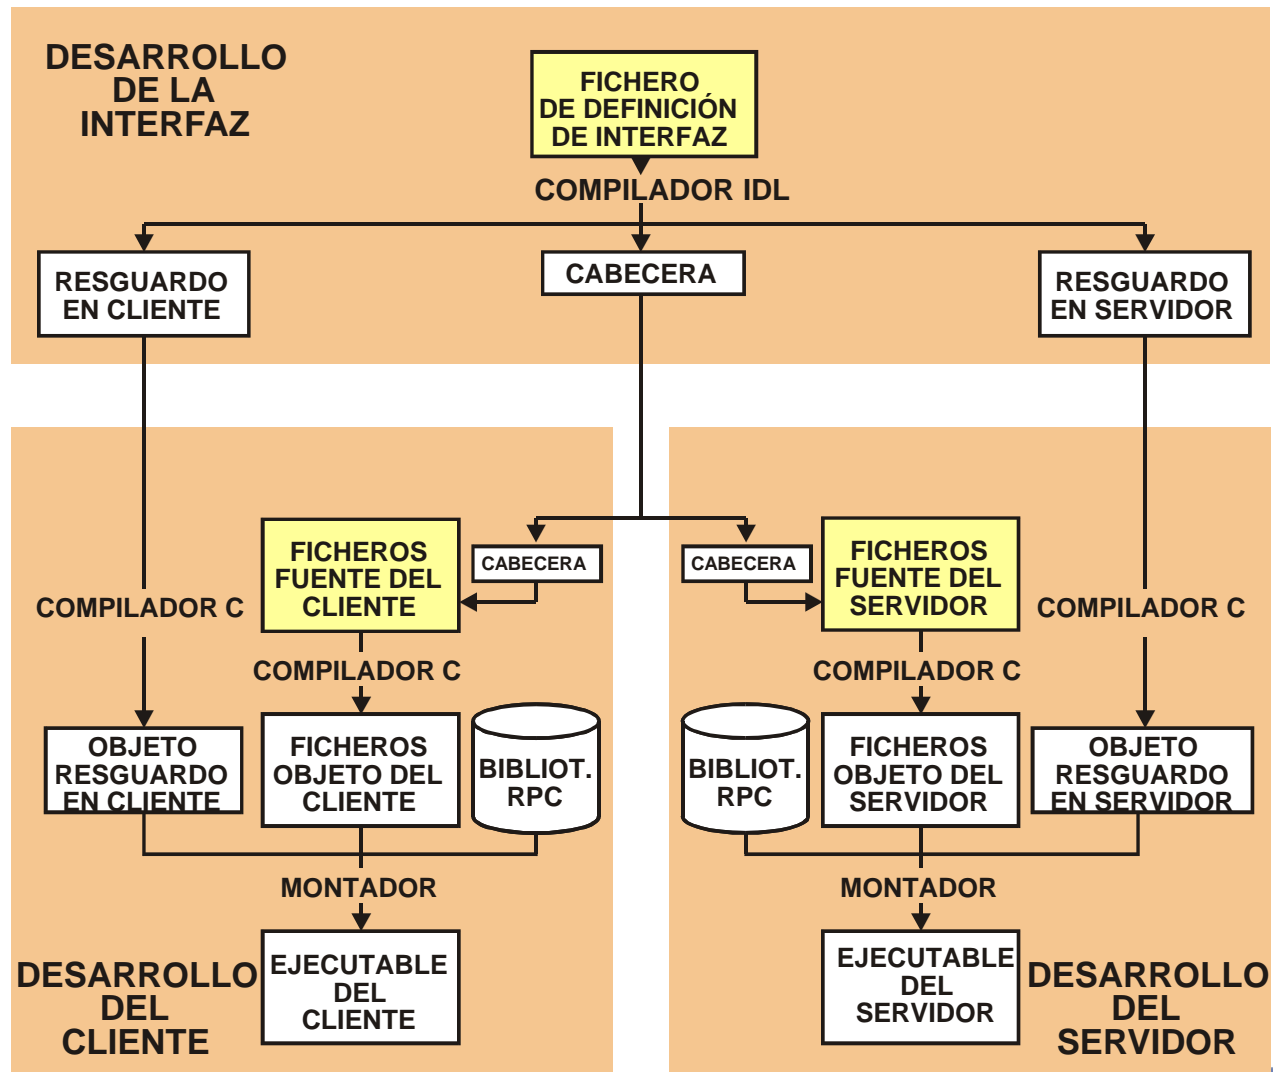 DESARROLLO
DE LA
INTERFAZ
FICHERO
DE DEFINICIÓN
DE INTERFAZ
COMPILADOR IDL
RESGUARDO
EN CLIENTE
CABECERA
RESGUARDO
EN SERVIDOR
FICHEROS
FUENTE DEL
CLIENTE
CABECERA
CABECERA
FICHEROS
FUENTE DEL
SERVIDOR
COMPILADOR C
COMPILADOR C
COMPILADOR C
COMPILADOR C
OBJETO
RESGUARDO
EN CLIENTE
FICHEROS
OBJETO DEL
CLIENTE
BIBLIOT.
RPC
BIBLIOT.
RPC
FICHEROS
OBJETO DEL
SERVIDOR
OBJETO
RESGUARDO
EN SERVIDOR
MONTADOR
MONTADOR
DESARROLLO
DEL
CLIENTE
EJECUTABLE
DEL
CLIENTE
EJECUTABLE
DEL
SERVIDOR
DESARROLLO
DEL
SERVIDOR